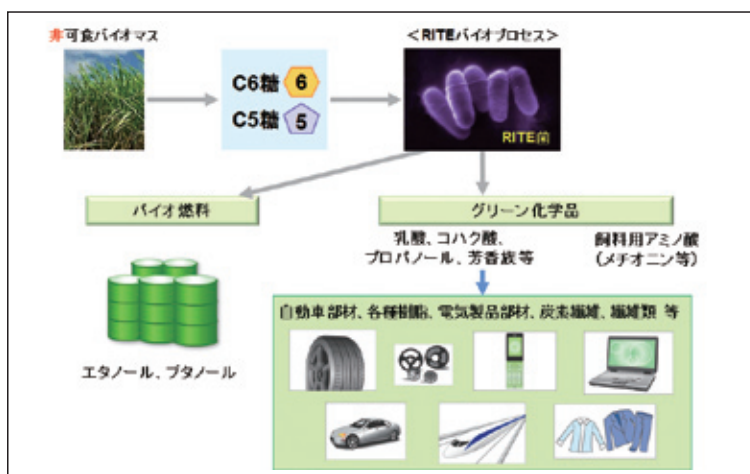 非可食バイオマス
C6糖 6
C5糖 5
<RITEバイオプロセス>
RITE菌
バイオ燃料
グリーン化学品
エタノール、ブタノール
乳酸、コハク酸、
プロパノール、芳香族等
飼料用アミノ酸
(メチオニン等)
自動車部材、各種樹脂、電気製品部材、炭素繊維、繊維類 等